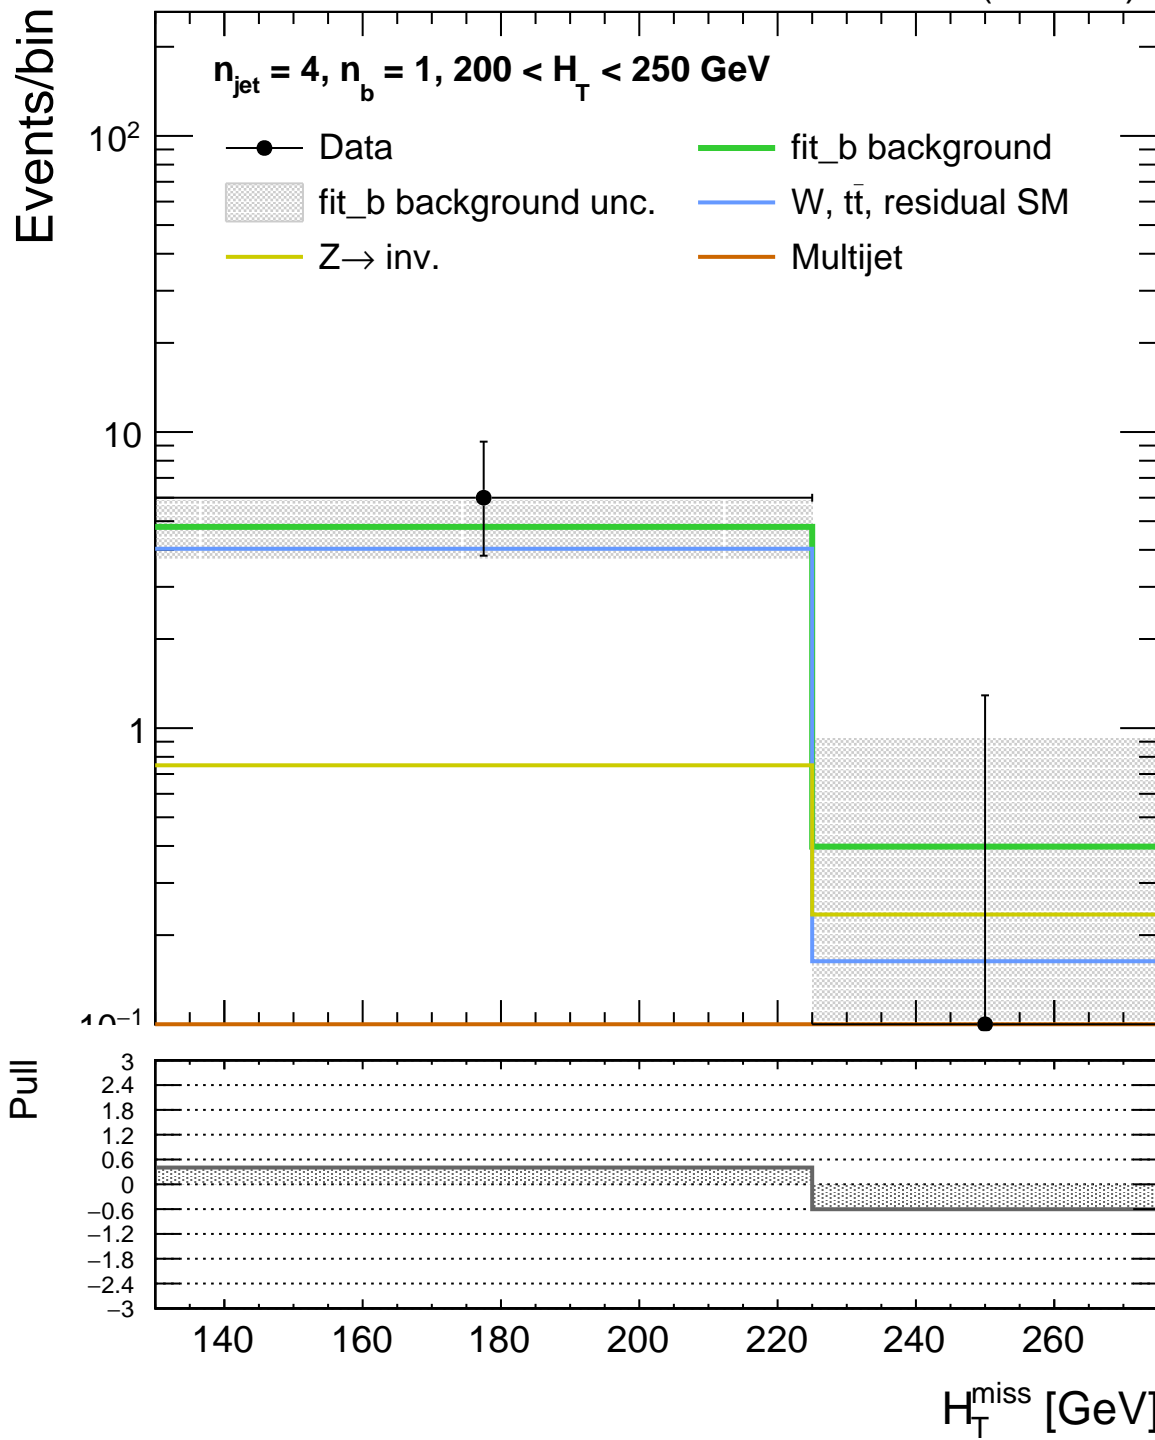 Events/bin
n_jet = 4, n_b = 1, 200 < H_T < 250 GeV
Data
fit_b background
fit_b background unc.
W, tt̄, residual SM
Z→ inv.
Multijet
10²
10
1
10⁻¹
Pull
3
2.4
1.8
1.2
0.6
0
−0.6
−1.2
−1.8
−2.4
−3
140 160 180 200 220 240 260
H_T^miss [GeV]